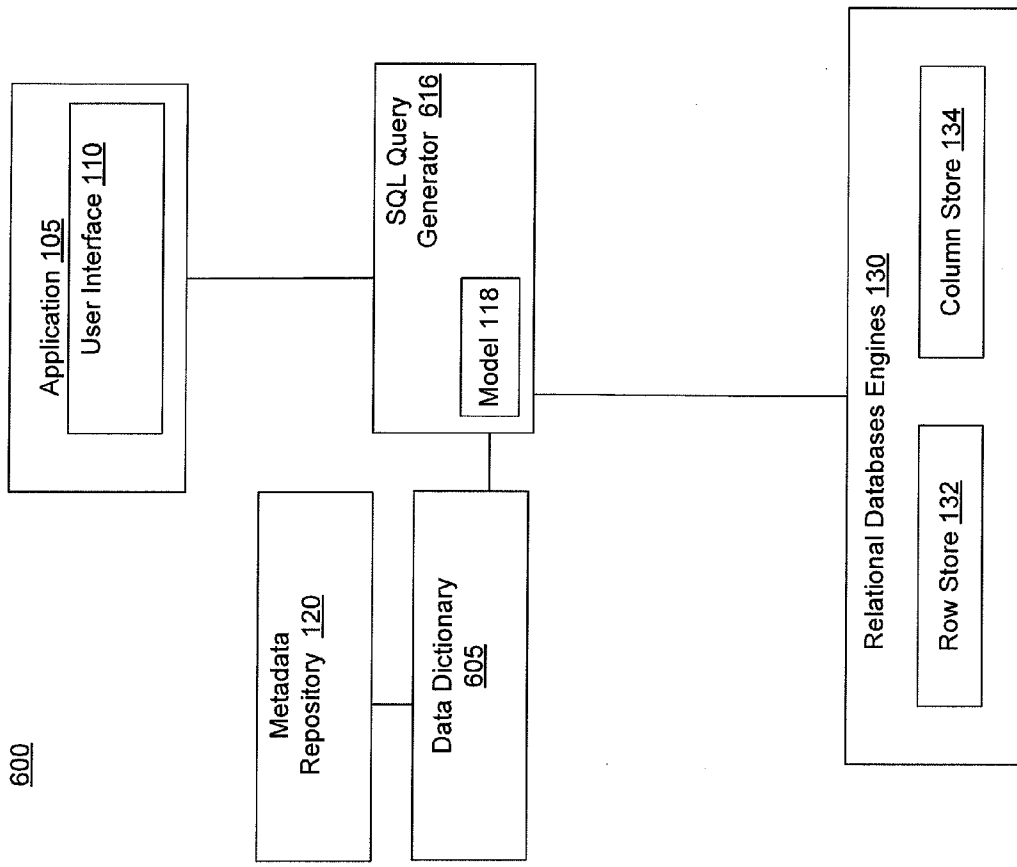 600
Application 105
User Interface 110
Metadata
Repository 120
SQL Query
Generator 616
Model 118
Data Dictionary
605
Relational Databases Engines 130
Row Store 132
Column Store 134